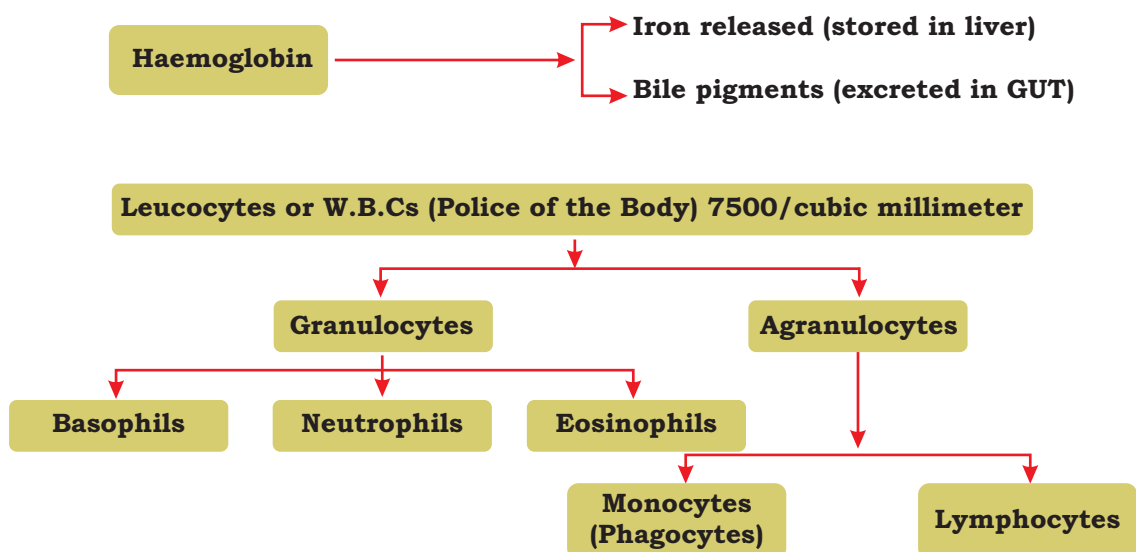 Haemoglobin
Iron released (stored in liver)
Bile pigments (excreted in GUT)
Leucocytes or W.B.Cs (Police of the Body) 7500/cubic millimeter
Granulocytes
Agranulocytes
Basophils
Neutrophils
Eosinophils
Monocytes
(Phagocytes)
Lymphocytes